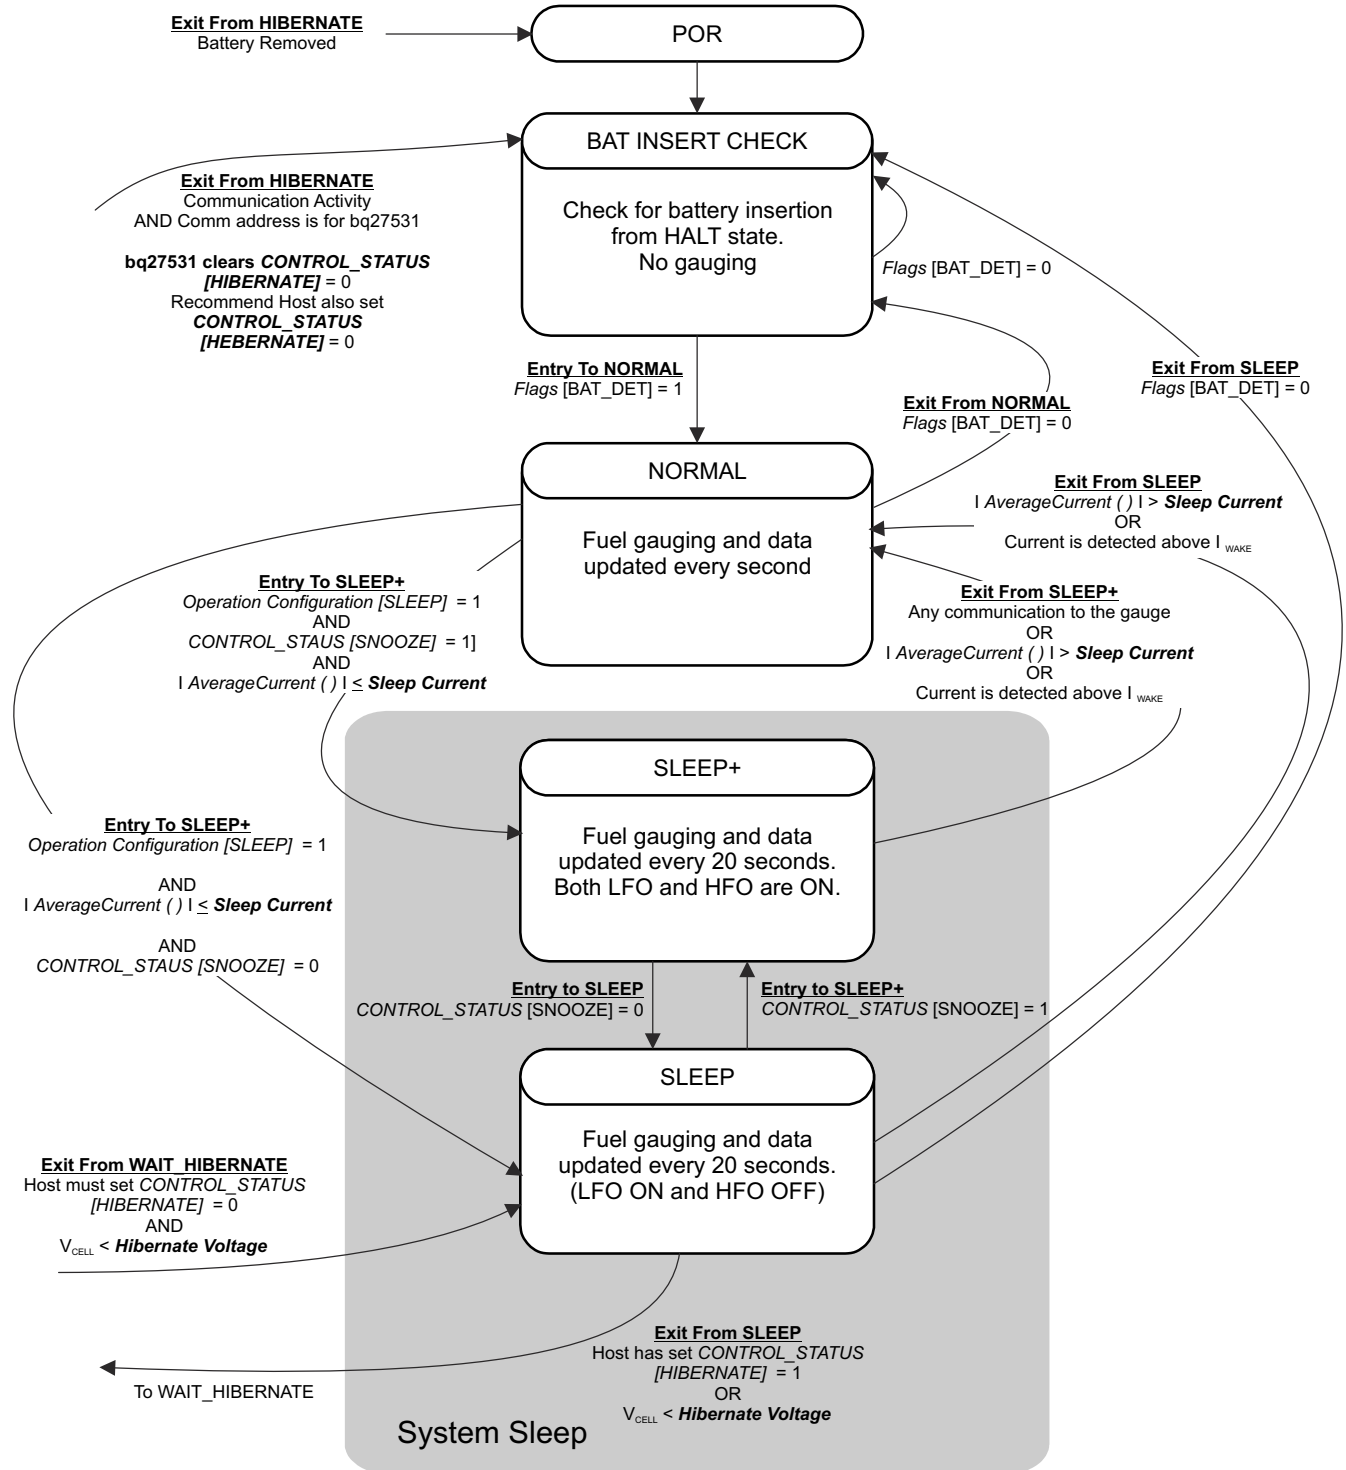 Exit From HIBERNATE
Battery Removed
POR
BAT INSERT CHECK
Check for battery insertion
from HALT state.
No gauging
Exit From HIBERNATE
Communication Activity
AND Comm address is for bq27531
bq27531 clears CONTROL_STATUS
[HIBERNATE] = 0
Recommend Host also set
CONTROL_STATUS
[HEBERNATE] = 0
Flags [BAT_DET] = 0
Entry To NORMAL
Flags [BAT_DET] = 1
Exit From NORMAL
Flags [BAT_DET] = 0
Exit From SLEEP
Flags [BAT_DET] = 0
NORMAL
Fuel gauging and data
updated every second
Exit From SLEEP
I AverageCurrent ( ) I > Sleep Current
OR
Current is detected above I WAKE
Entry To SLEEP+
Operation Configuration [SLEEP] = 1
AND
CONTROL_STAUS [SNOOZE] = 1]
AND
I AverageCurrent ( ) I ≤ Sleep Current
Exit From SLEEP+
Any communication to the gauge
OR
I AverageCurrent ( ) I > Sleep Current
OR
Current is detected above I WAKE
SLEEP+
Fuel gauging and data
updated every 20 seconds.
Both LFO and HFO are ON.
Entry To SLEEP+
Operation Configuration [SLEEP] = 1
AND
I AverageCurrent ( ) I ≤ Sleep Current
AND
CONTROL_STAUS [SNOOZE] = 0
Entry to SLEEP
CONTROL_STATUS [SNOOZE] = 0
Entry to SLEEP+
CONTROL_STATUS [SNOOZE] = 1
SLEEP
Fuel gauging and data
updated every 20 seconds.
(LFO ON and HFO OFF)
Exit From WAIT_HIBERNATE
Host must set CONTROL_STATUS
[HIBERNATE] = 0
AND
VCELL < Hibernate Voltage
Exit From SLEEP
Host has set CONTROL_STATUS
[HIBERNATE] = 1
OR
VCELL < Hibernate Voltage
To WAIT_HIBERNATE
System Sleep